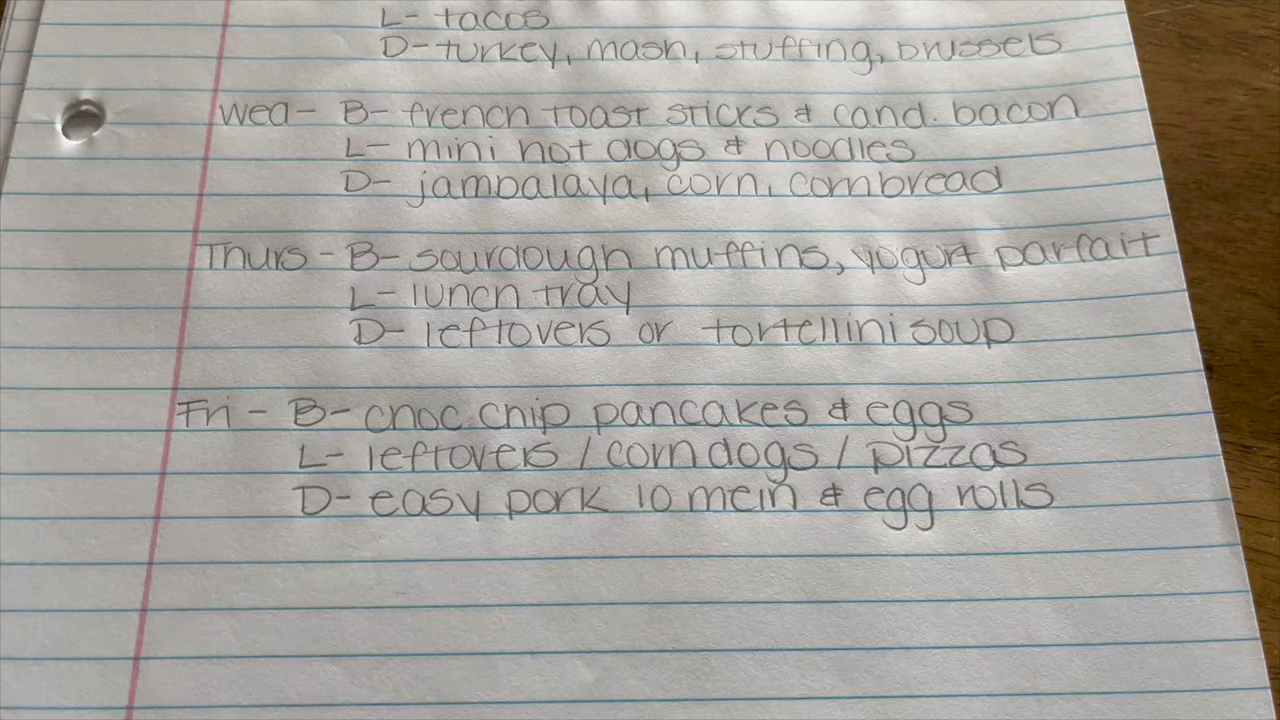 L- tacos
D- turkey, mash, stuffing, brussels
Wed- B- french toast sticks & cand. bacon
L- mini hot dogs & noodles
D- jambalaya, corn, cornbread
Thurs- B- sourdough muffins, yogurt parfait
L- lunch tray
D- leftovers or tortellini soup
Fri- B- choc. chip pancakes & eggs
L- leftovers / corn dogs / pizzas
D- easy pork lo mein & egg rolls